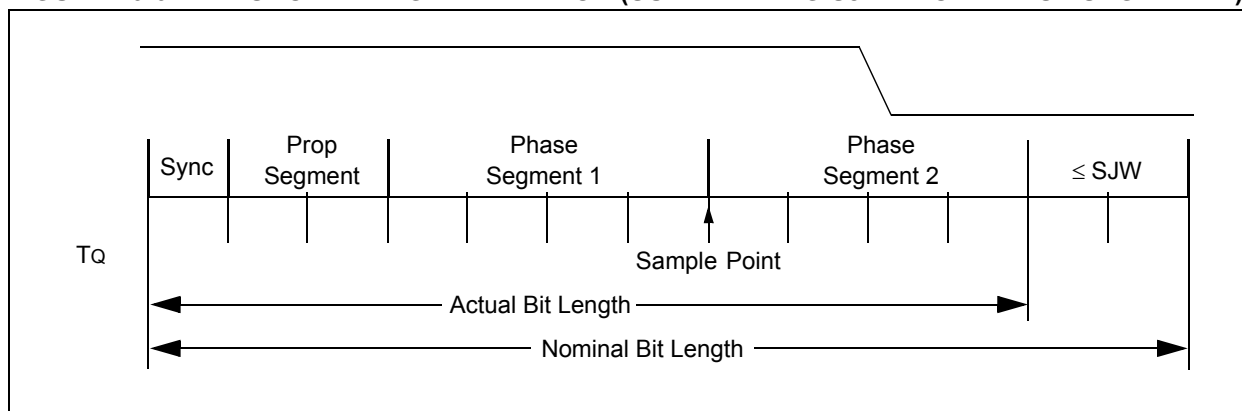 Sync
Prop
Segment
Phase
Segment 1
Phase
Segment 2
≤ SJW
TQ
Sample Point
Actual Bit Length
Nominal Bit Length